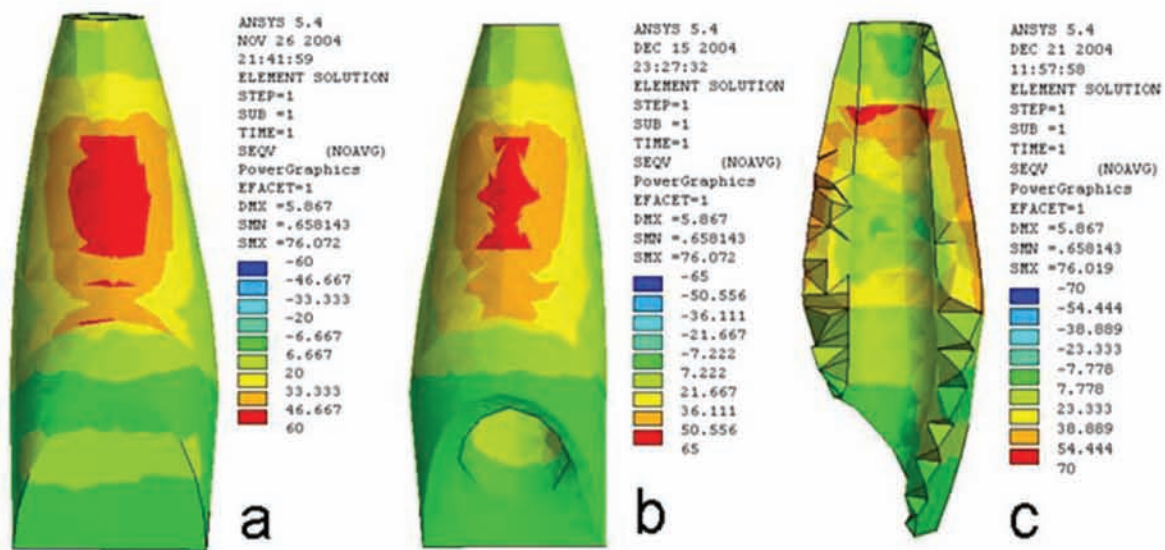 ANSYS 5.4
NOV 26 2004
21:41:59
ELEMENT SOLUTION
STEP=1
SUB =1
TIME=1
SEQV (NOAVG)
PowerGraphics
EFACET=1
DMX =5.867
SMN =.658143
SMX =76.072
-60
-46.667
-33.333
-20
-6.667
6.667
20
33.333
46.667
60
a
ANSYS 5.4
DEC 15 2004
23:27:32
ELEMENT SOLUTION
STEP=1
SUB =1
TIME=1
SEQV (NOAVG)
PowerGraphics
EFACET=1
DMX =5.867
SMN =.658143
SMX =76.072
-65
-50.556
-36.111
-21.667
-7.222
7.222
21.667
36.111
50.556
65
b
ANSYS 5.4
DEC 21 2004
11:57:58
ELEMENT SOLUTION
STEP=1
SUB =1
TIME=1
SEQV (NOAVG)
PowerGraphics
EFACET=1
DMX =5.867
SMN =.658143
SMX =76.019
-70
-54.444
-38.889
-23.333
-7.778
7.778
23.333
38.889
54.444
70
c